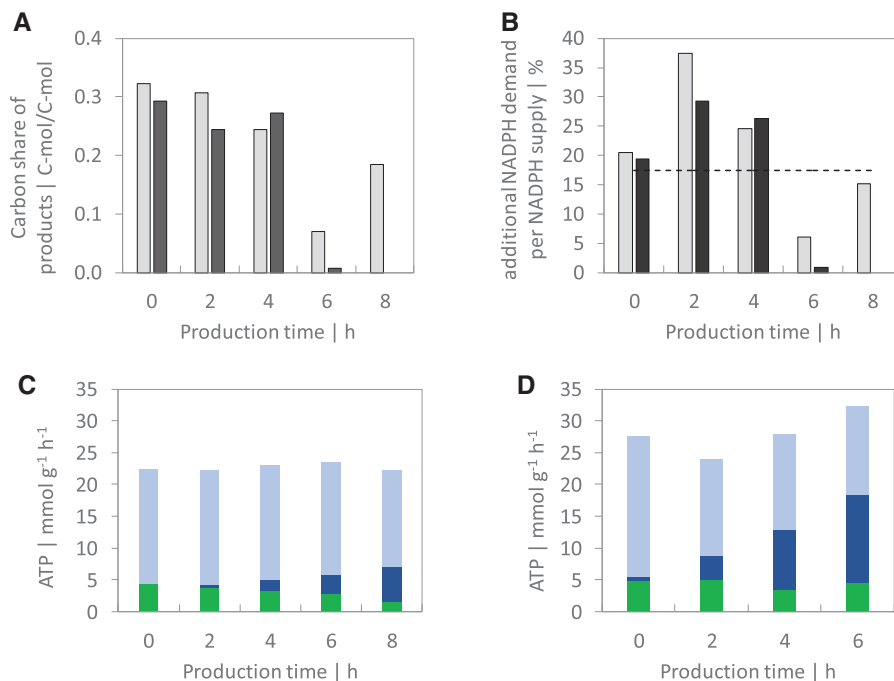 A
Carbon share of
products | C-mol/C-mol
0.4
0.3
0.2
0.1
0.0
0 2 4 6 8
Production time | h
B
additional NADPH demand
per NADPH supply | %
40
35
30
25
20
15
10
5
0
0 2 4 6 8
Production time | h
C
ATP | mmol g⁻¹ h⁻¹
35
30
25
20
15
10
5
0
0 2 4 6 8
Production time | h
D
ATP | mmol g⁻¹ h⁻¹
35
30
25
20
15
10
5
0
0 2 4 6
Production time | h